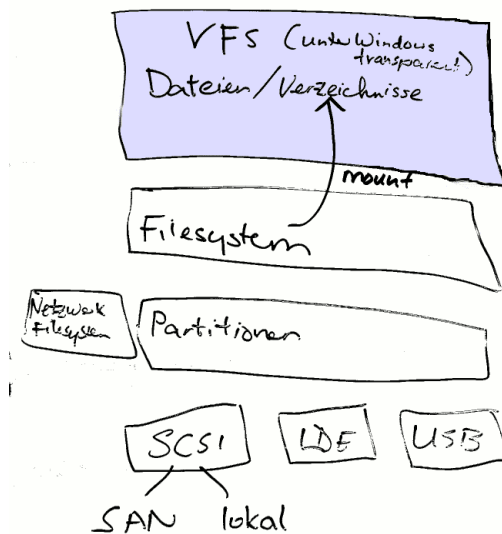 VFS (unter Windows
transparent!)
Dateien/Verzeichnisse
mount
Filesystem
Netzwerk
Filesystem
Partitionen
SCSI
IDE
USB
SAN
lokal